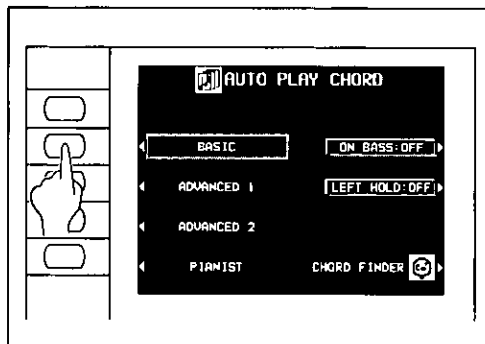 AUTO PLAY CHORD
BASIC
ON BASS:OFF
ADVANCED 1
LEFT HOLD:OFF
ADVANCED 2
PIANIST
CHORD FINDER